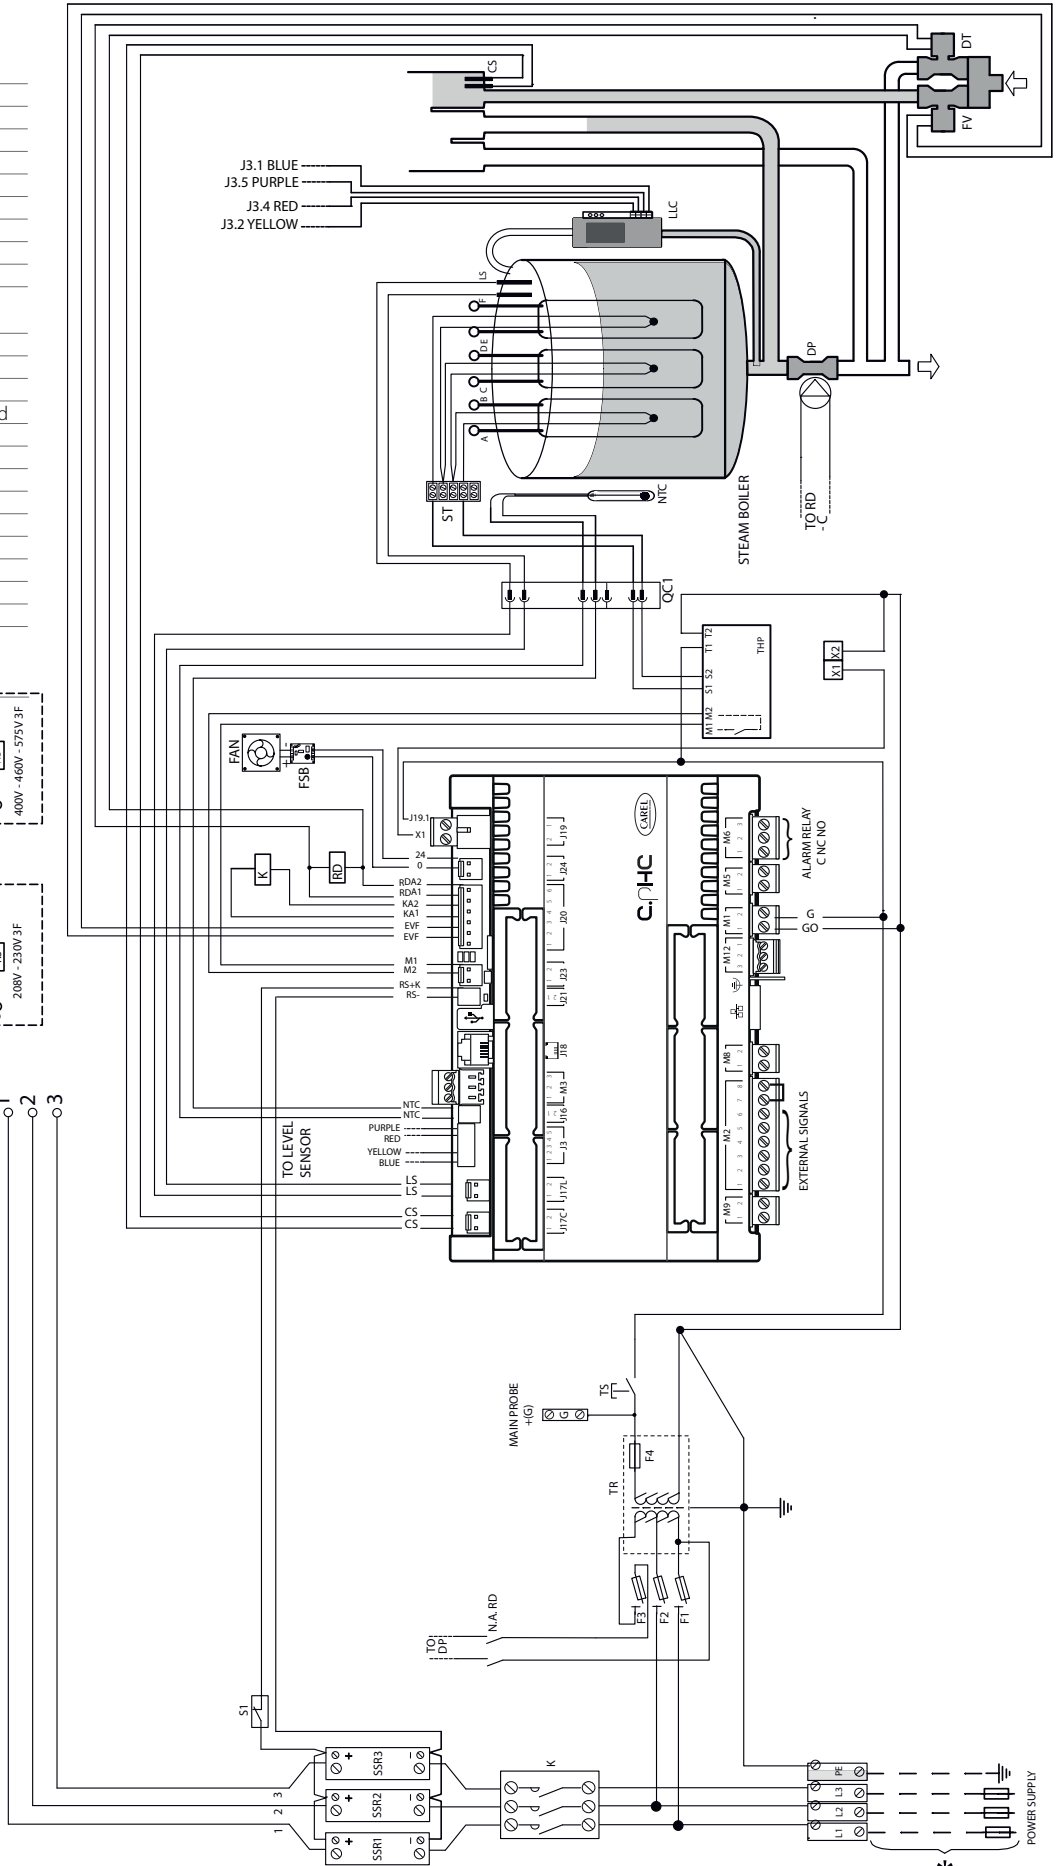 d
400V - 460V - 575V 3F
208V - 230V 3F
1
2
3
DT
FV
CS
J3.1 BLUE
J3.5 PURPLE
J3.4 RED
J3.2 YELLOW
LLC
LS
F
D E
B C
A
DP
ST
NTC
STEAM BOILER
TO RD
- C
QC1
T1 T2
S1 S2
M1 M2
THP
X1 X2
FAN
+ -
FSB
K
RD
J19.1
X1
24
0
RDA2
RDA1
KA2
KA1
EVF
EVF
M1
M2
RS+K
RS-
NTC
NTC
PURPLE
RED
YELLOW
BLUE
LS
LS
CS
CS
TO LEVEL
SENSOR
J19
J24
J20
J23
J21
J18
M3
J16
J3
J17L
J17C
CAREL
c.pHC
M6
M5
M1
M12
M8
M2
M9
ALARM RELAY
C NC NO
G
GO
EXTERNAL SIGNALS
MAIN PROBE
+(G)
G
TS
TR
F4
F3
F2
F1
N.A. RD
TO
DP
S1
SSR3
SSR2
SSR1
+ -
+ -
+ -
1 2 3
K
PE
L3
L2
L1
POWER SUPPLY
*